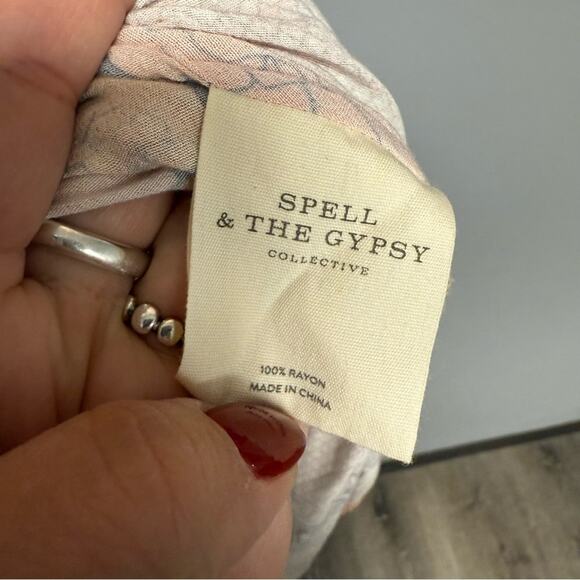 SPELL
& THE GYPSY
COLLECTIVE
100% RAYON
MADE IN CHINA